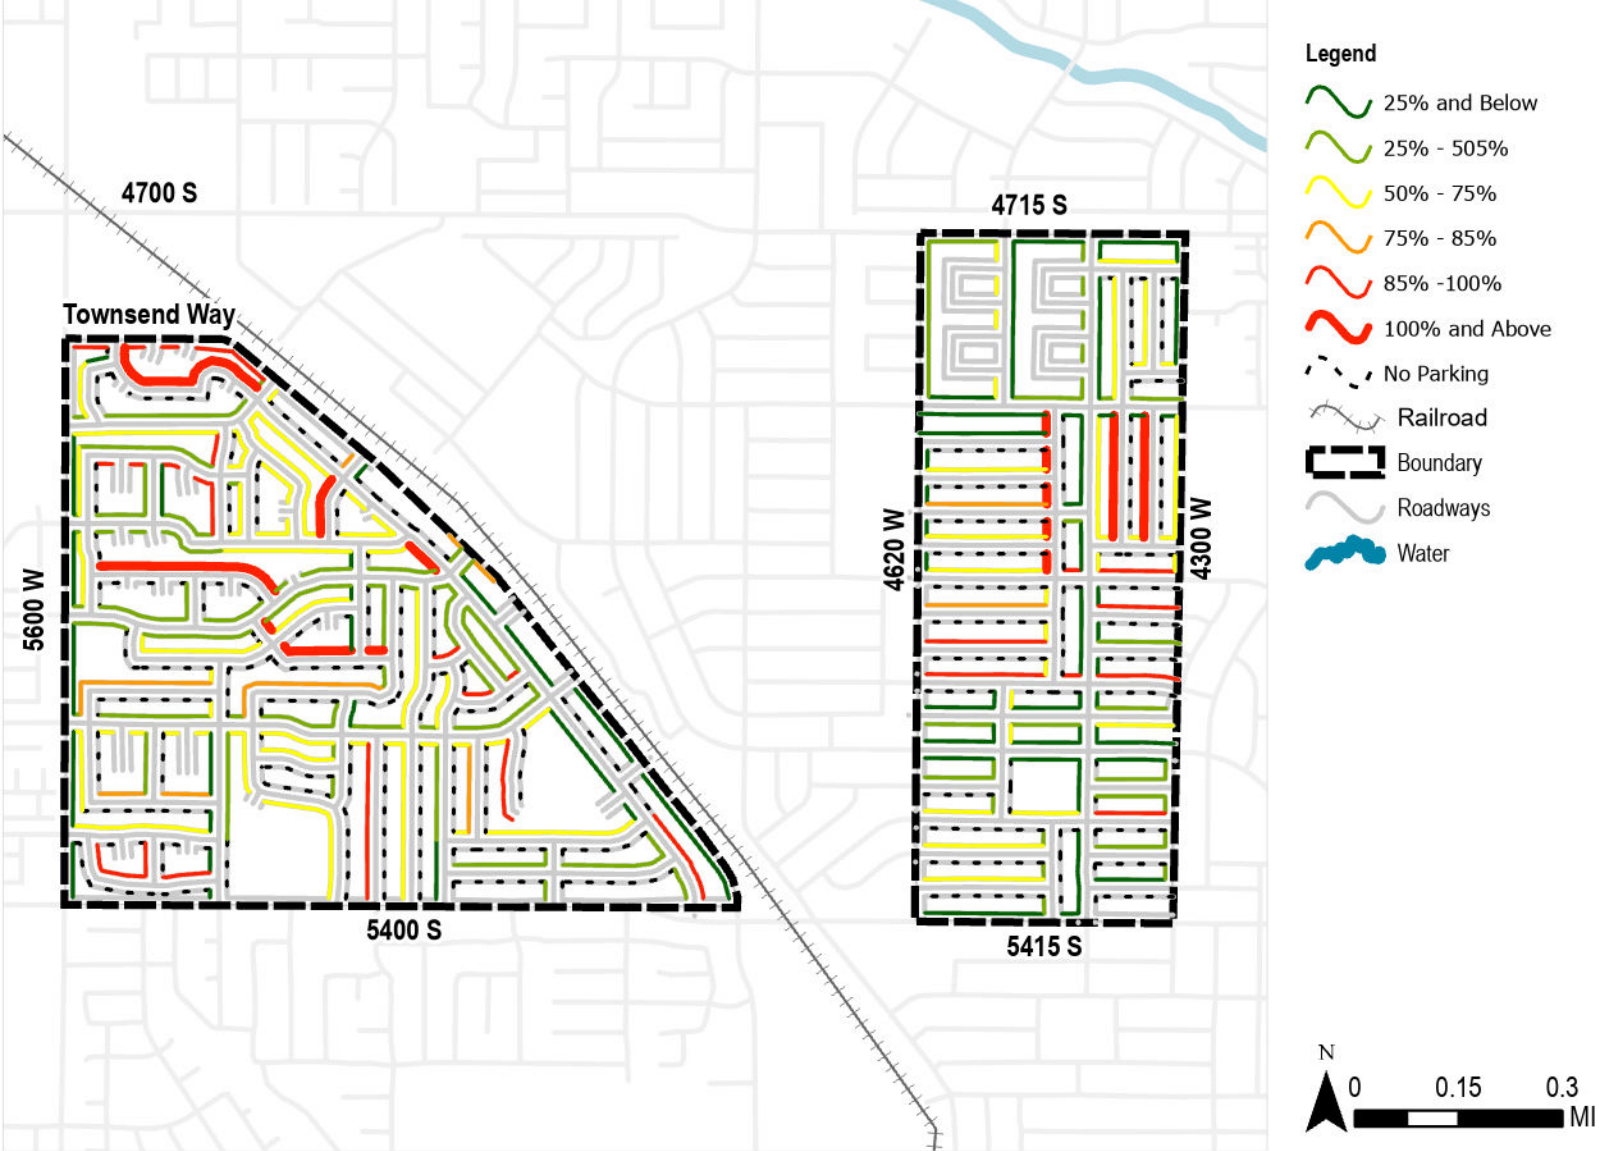 4700 S
4715 S
Townsend Way
5600 W
4620 W
4300 W
5400 S
5415 S
Legend
25% and Below
25% - 505%
50% - 75%
75% - 85%
85% -100%
100% and Above
No Parking
Railroad
Boundary
Roadways
Water
N
0 0.15 0.3
MI